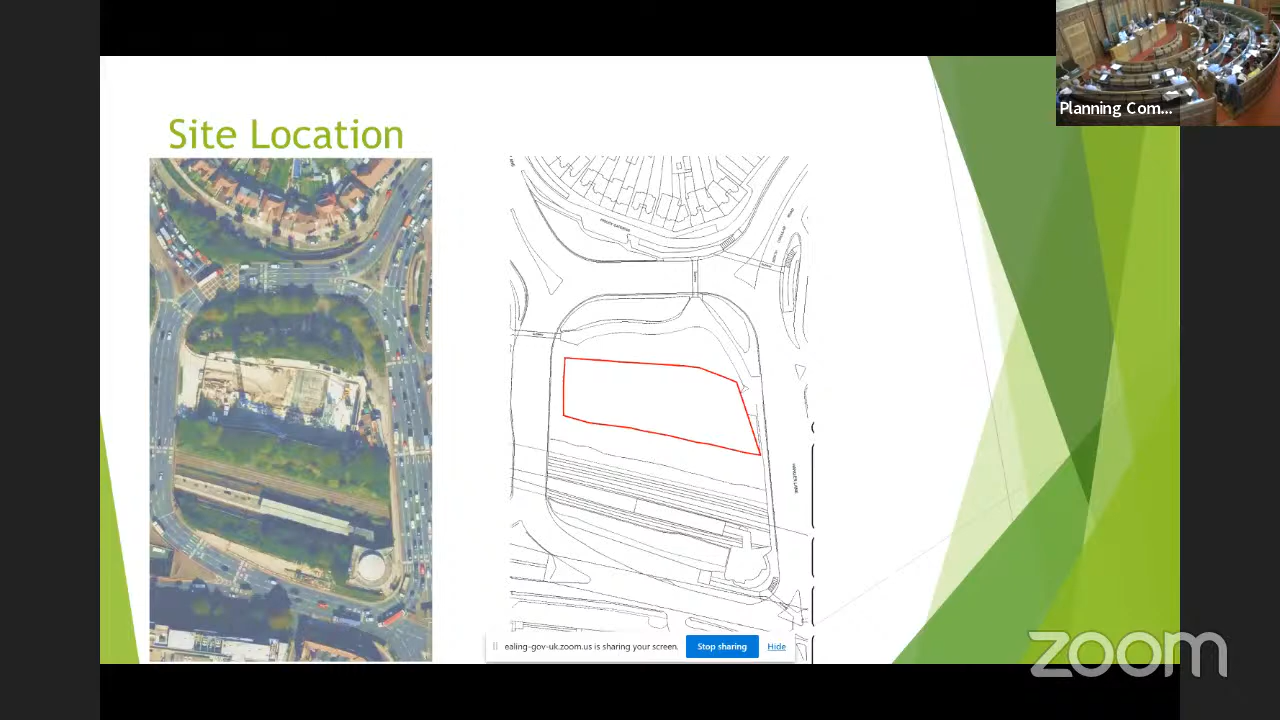 Planning Com...
Site Location
ealing-gov-uk.zoom.us is sharing your screen.
Stop sharing
Hide
zoom